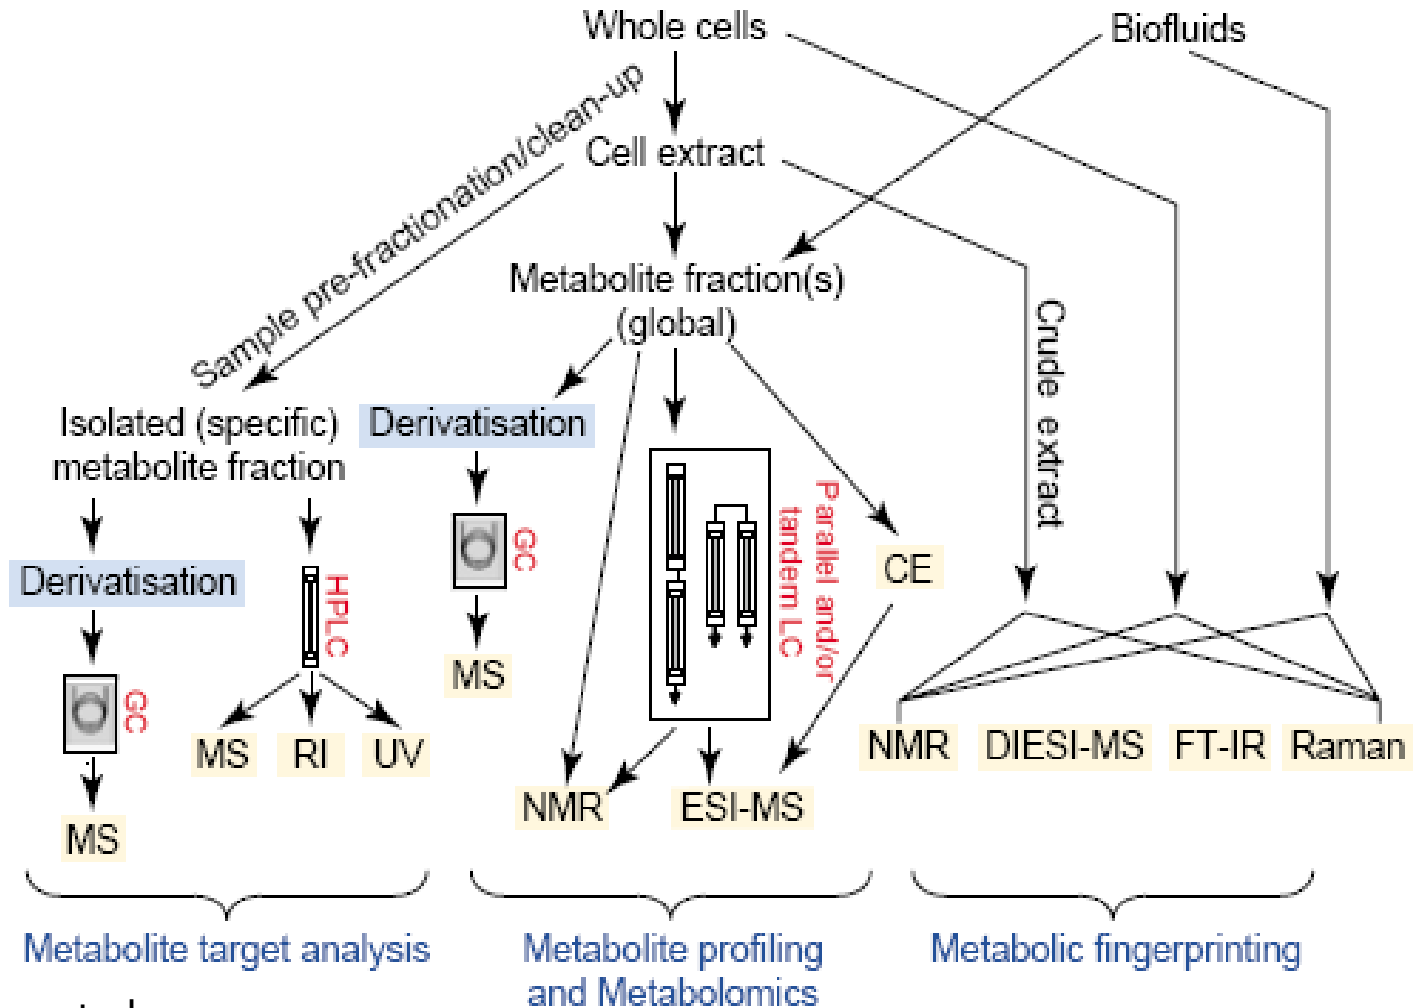 Whole cells
Biofluids
Sample pre-fractionation/clean-up
Cell extract
Metabolite fraction(s)
(global)
Crude extract
Isolated (specific)
metabolite fraction
Derivatisation
GC
MS
Derivatisation
GC
MS
HPLC
MS
RI
UV
Parallel and/or
tandem LC
CE
NMR
ESI-MS
NMR
DIESI-MS
FT-IR
Raman
Metabolite target analysis
Metabolite profiling
and Metabolomics
Metabolic fingerprinting